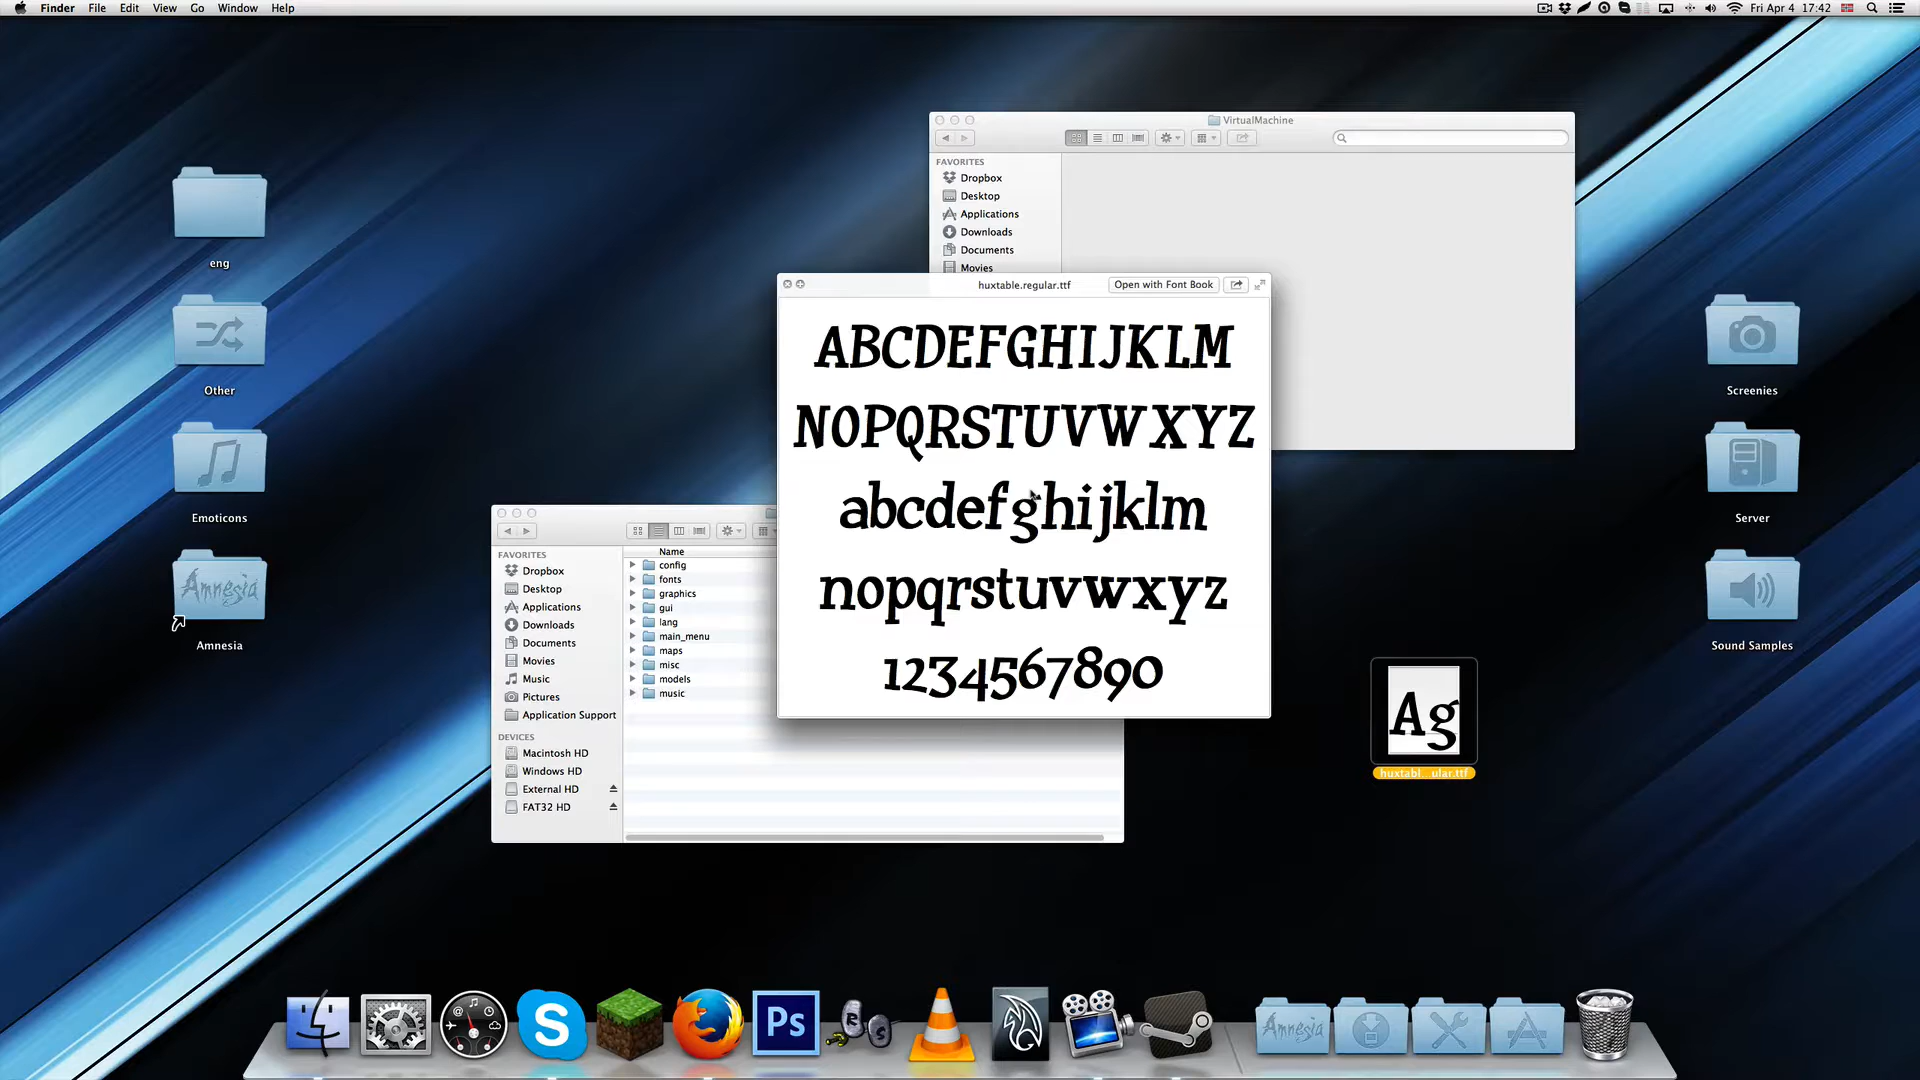 Finder File Edit View Go Window Help
Fri Apr 4 17:42
VirtualMachine
FAVORITES
Dropbox
Desktop
Applications
Downloads
Documents
Movies
huxtable.regular.ttf
Open with Font Book
ABCDEFGHIJKLM
NOPQRSTUVWXYZ
abcdefghijklm
nopqrstuvwxyz
1234567890
eng
Other
Emoticons
Amnesia
Amnesia
Name
FAVORITES
Dropbox
Desktop
Applications
Downloads
Documents
Movies
Music
Pictures
Application Support
DEVICES
Macintosh HD
Windows HD
External HD
FAT32 HD
config
fonts
graphics
gui
lang
main_menu
maps
misc
models
music
Screenies
Server
Sound Samples
Ag
huxtabl...ular.ttf
S
Ps
R S
Amnesia